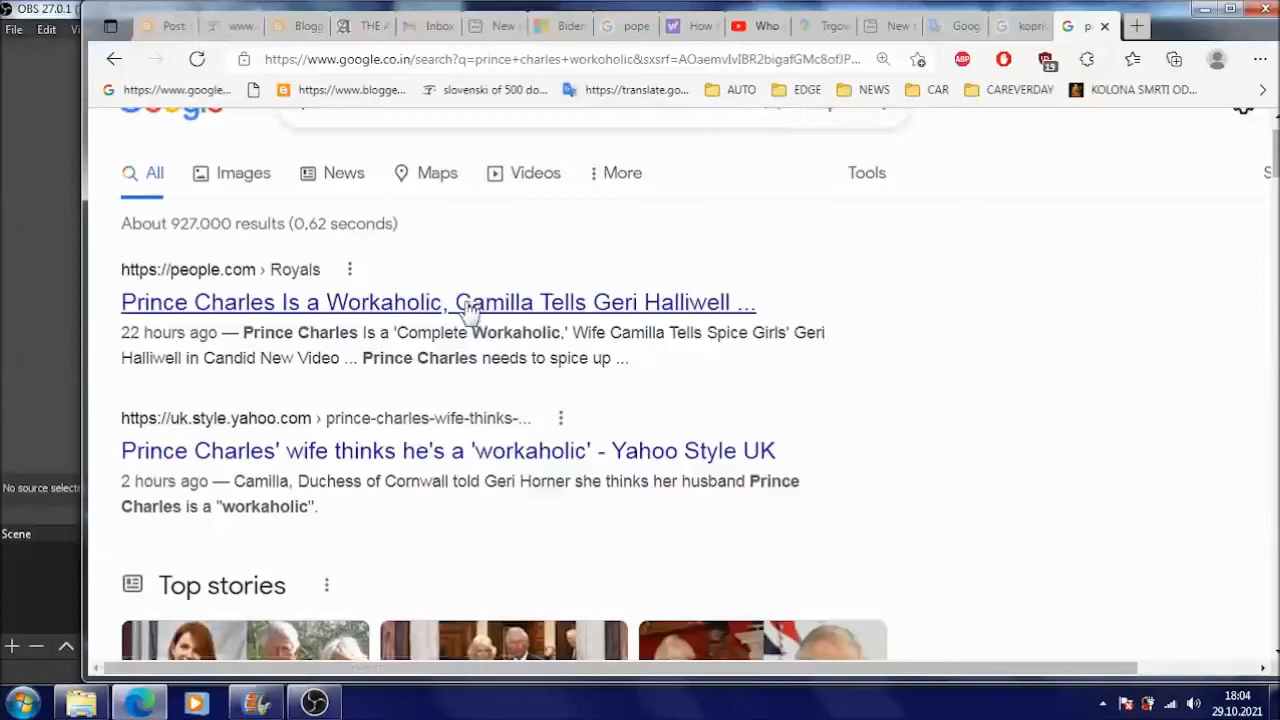 OBS 27.0.1
File Edit
Post www. Blogg THE A Inbox New Biden pope How Who Trgov New Goog kopri p
https://www.google.co.in/search?q=prince+charles+workoholic&sxsrf=AOaemvIvIBR2bigafGMc8ofJP...
ABP 19
https://www.google... https://www.blogge... slovenski of 500 do... https://translate.go... AUTO EDGE NEWS CAR CAREVERDAY KOLONA SMRTI OD...
All Images News Maps Videos More Tools S
About 927.000 results (0,62 seconds)
https://people.com › Royals
Prince Charles Is a Workaholic, Camilla Tells Geri Halliwell ...
22 hours ago — Prince Charles Is a 'Complete Workaholic,' Wife Camilla Tells Spice Girls' Geri
Halliwell in Candid New Video ... Prince Charles needs to spice up ...
https://uk.style.yahoo.com › prince-charles-wife-thinks-...
Prince Charles' wife thinks he's a 'workaholic' - Yahoo Style UK
2 hours ago — Camilla, Duchess of Cornwall told Geri Horner she thinks her husband Prince
Charles is a "workaholic".
No source selecte
Scene
Top stories
18:04
29.10.2021